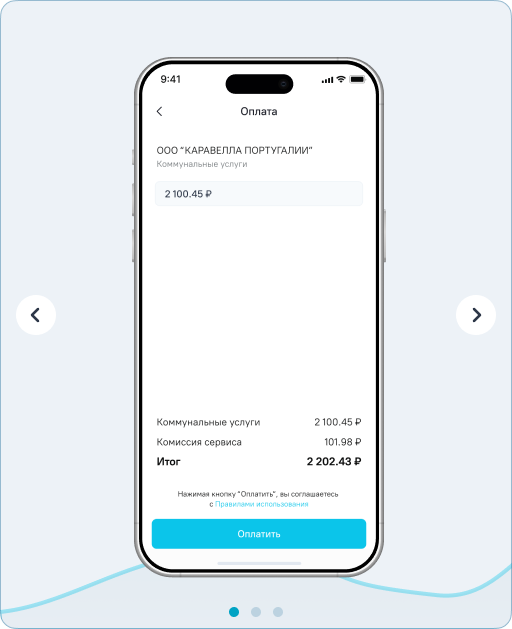 9:41
Оплата
ООО "КАРАВЕЛЛА ПОРТУГАЛИИ"
Коммунальные услуги
2 100.45 ₽
Коммунальные услуги 2 100.45 ₽
Комиссия сервиса 101.98 ₽
Итог 2 202.43 ₽
Нажимая кнопку "Оплатить", вы соглашаетесь
с Правилами использования
Оплатить